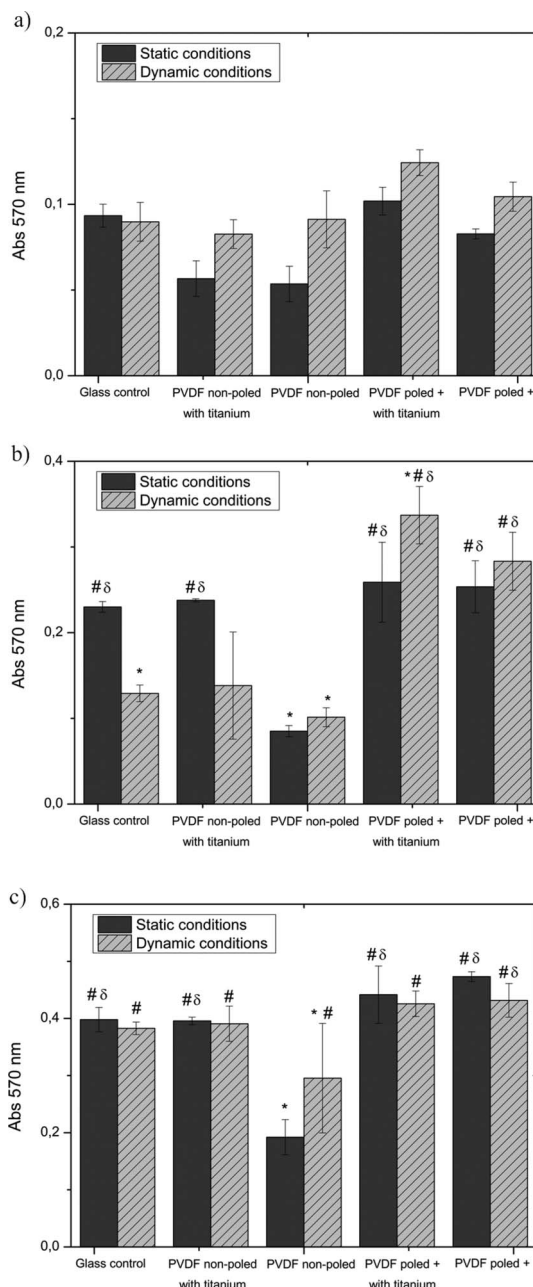 a)
0,2
Static conditions
Dynamic conditions
0,1
Abs 570 nm
0,0
Glass control PVDF non-poled PVDF non-poled PVDF poled + PVDF poled +
with titanium with titanium
b)
0,4
Static conditions
Dynamic conditions
*#δ
#δ #δ #δ
#δ #δ
0,2
Abs 570 nm
*
* *
0,0
Glass control PVDF non-poled PVDF non-poled PVDF poled + PVDF poled +
with titanium with titanium
c)
0,6
Static conditions
Dynamic conditions
#δ # #δ #δ
#δ # #δ #
* #
0,4
Abs 570 nm
*
0,2
0,0
Glass control PVDF non-poled PVDF non-poled PVDF poled + PVDF poled +
with titanium with titanium